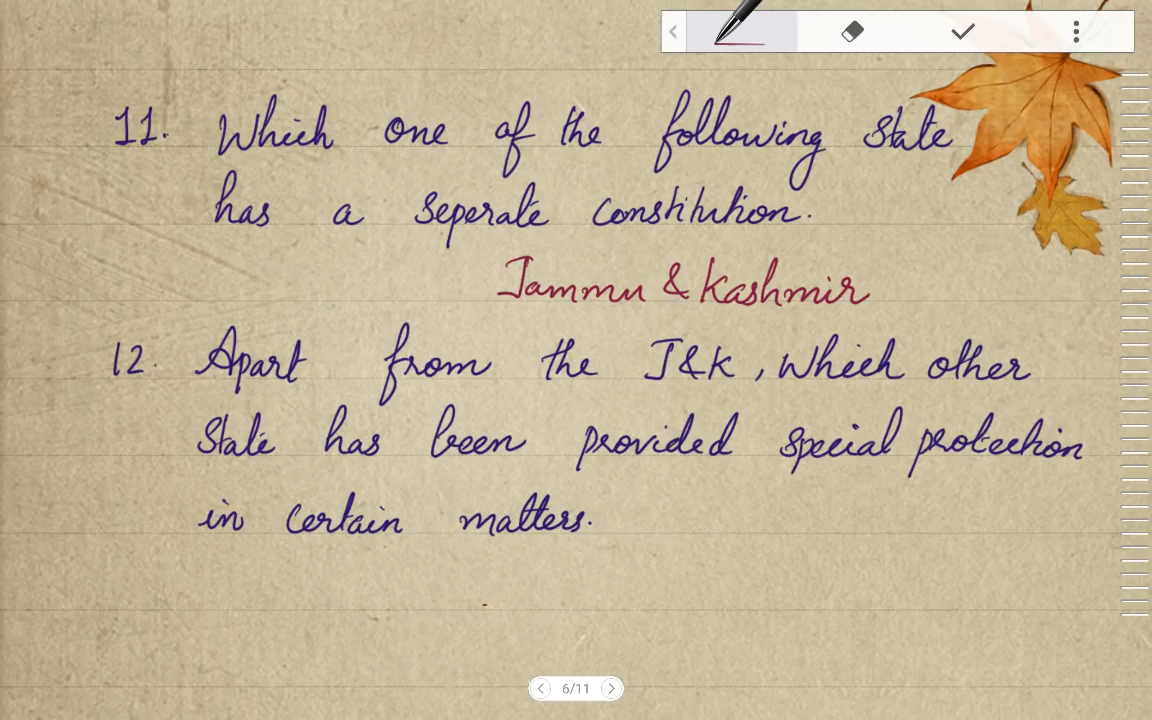 11. Which one of the following state
has a seperate constitution.
Jammu & Kashmir
12. Apart from the J&K, Which other
State has been provided special protection
in certain matters.
6/11